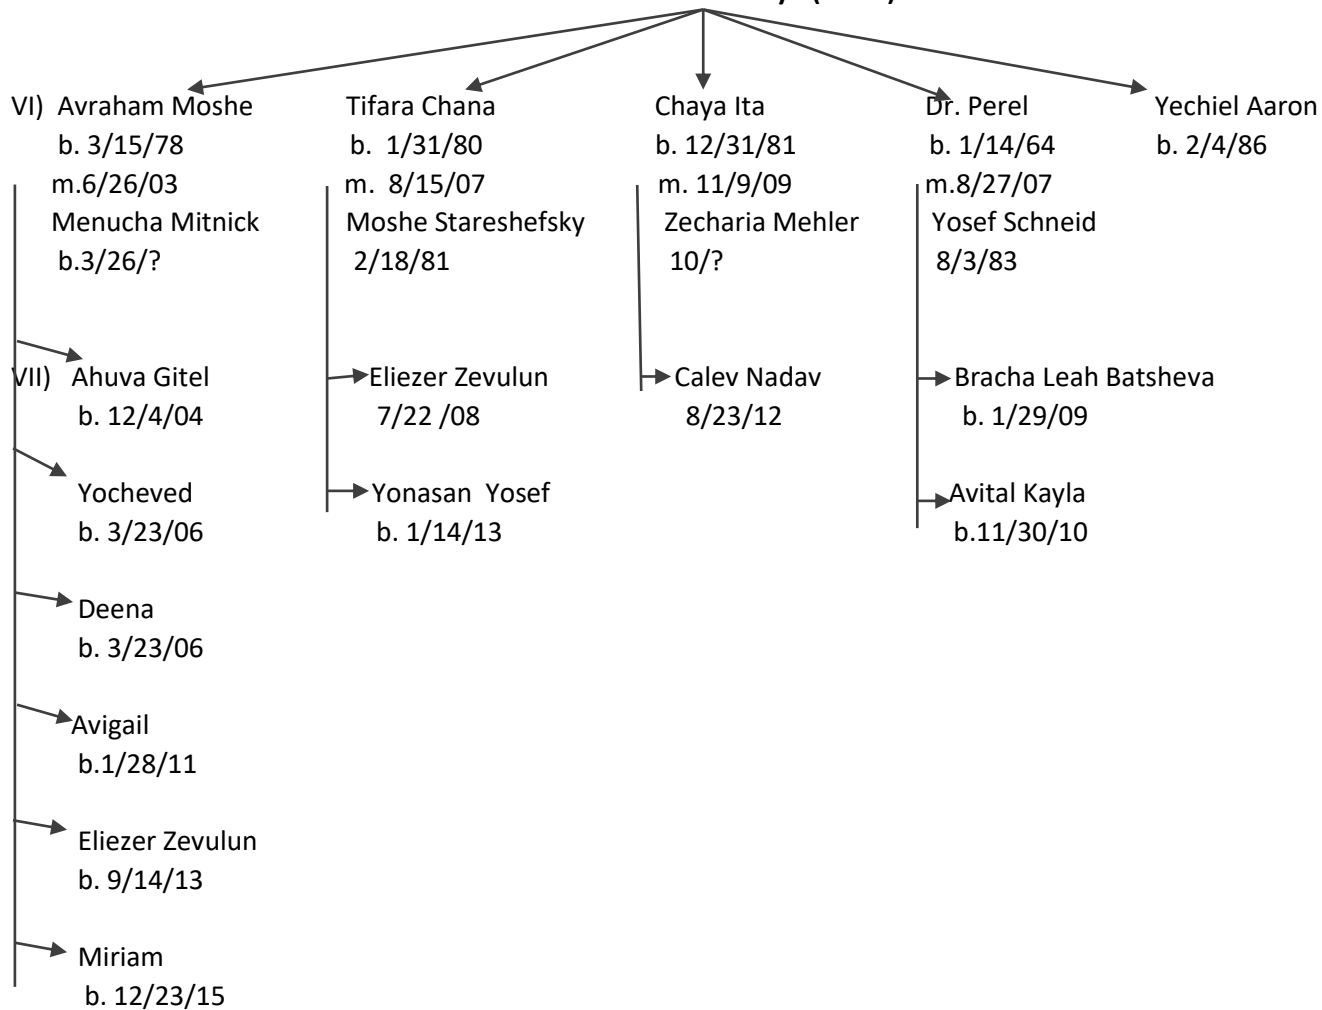 VI) Avraham Moshe
b. 3/15/78
m.6/26/03
Menucha Mitnick
b.3/26/?
Tifara Chana
b. 1/31/80
m. 8/15/07
Moshe Stareshefsky
2/18/81
Chaya Ita
b. 12/31/81
m. 11/9/09
Zecharia Mehler
10/?
Dr. Perel
b. 1/14/64
m.8/27/07
Yosef Schneid
8/3/83
Yechiel Aaron
b. 2/4/86
VII) Ahuva Gitel
b. 12/4/04
Yocheved
b. 3/23/06
Deena
b. 3/23/06
Avigail
b.1/28/11
Eliezer Zevulun
b. 9/14/13
Miriam
b. 12/23/15
Eliezer Zevulun
7/22 /08
Yonasan Yosef
b. 1/14/13
Calev Nadav
8/23/12
Bracha Leah Batsheva
b. 1/29/09
Avital Kayla
b.11/30/10